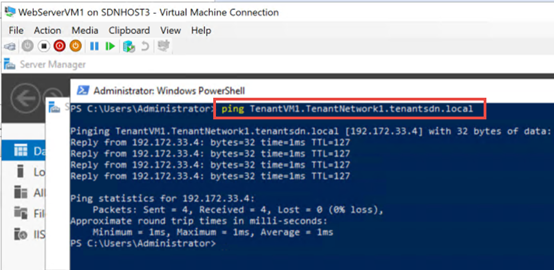 WebServerVM1 on SDNHOST3 - Virtual Machine Connection
File Action Media Clipboard View Help
Server Manager
Administrator: Windows PowerShell
PS C:\Users\Administrator> ping TenantVM1.TenantNetwork1.tenantsdn.local
Pinging TenantVM1.TenantNetwork1.tenantsdn.local [192.172.33.4] with 32 bytes of data:
Reply from 192.172.33.4: bytes=32 time=1ms TTL=127
Reply from 192.172.33.4: bytes=32 time=1ms TTL=127
Reply from 192.172.33.4: bytes=32 time=1ms TTL=127
Reply from 192.172.33.4: bytes=32 time=1ms TTL=127
Ping statistics for 192.172.33.4:
Packets: Sent = 4, Received = 4, Lost = 0 (0% loss),
Approximate round trip times in milli-seconds:
Minimum = 1ms, Maximum = 1ms, Average = 1ms
PS C:\Users\Administrator>
Da
Lo
All
File
IIS